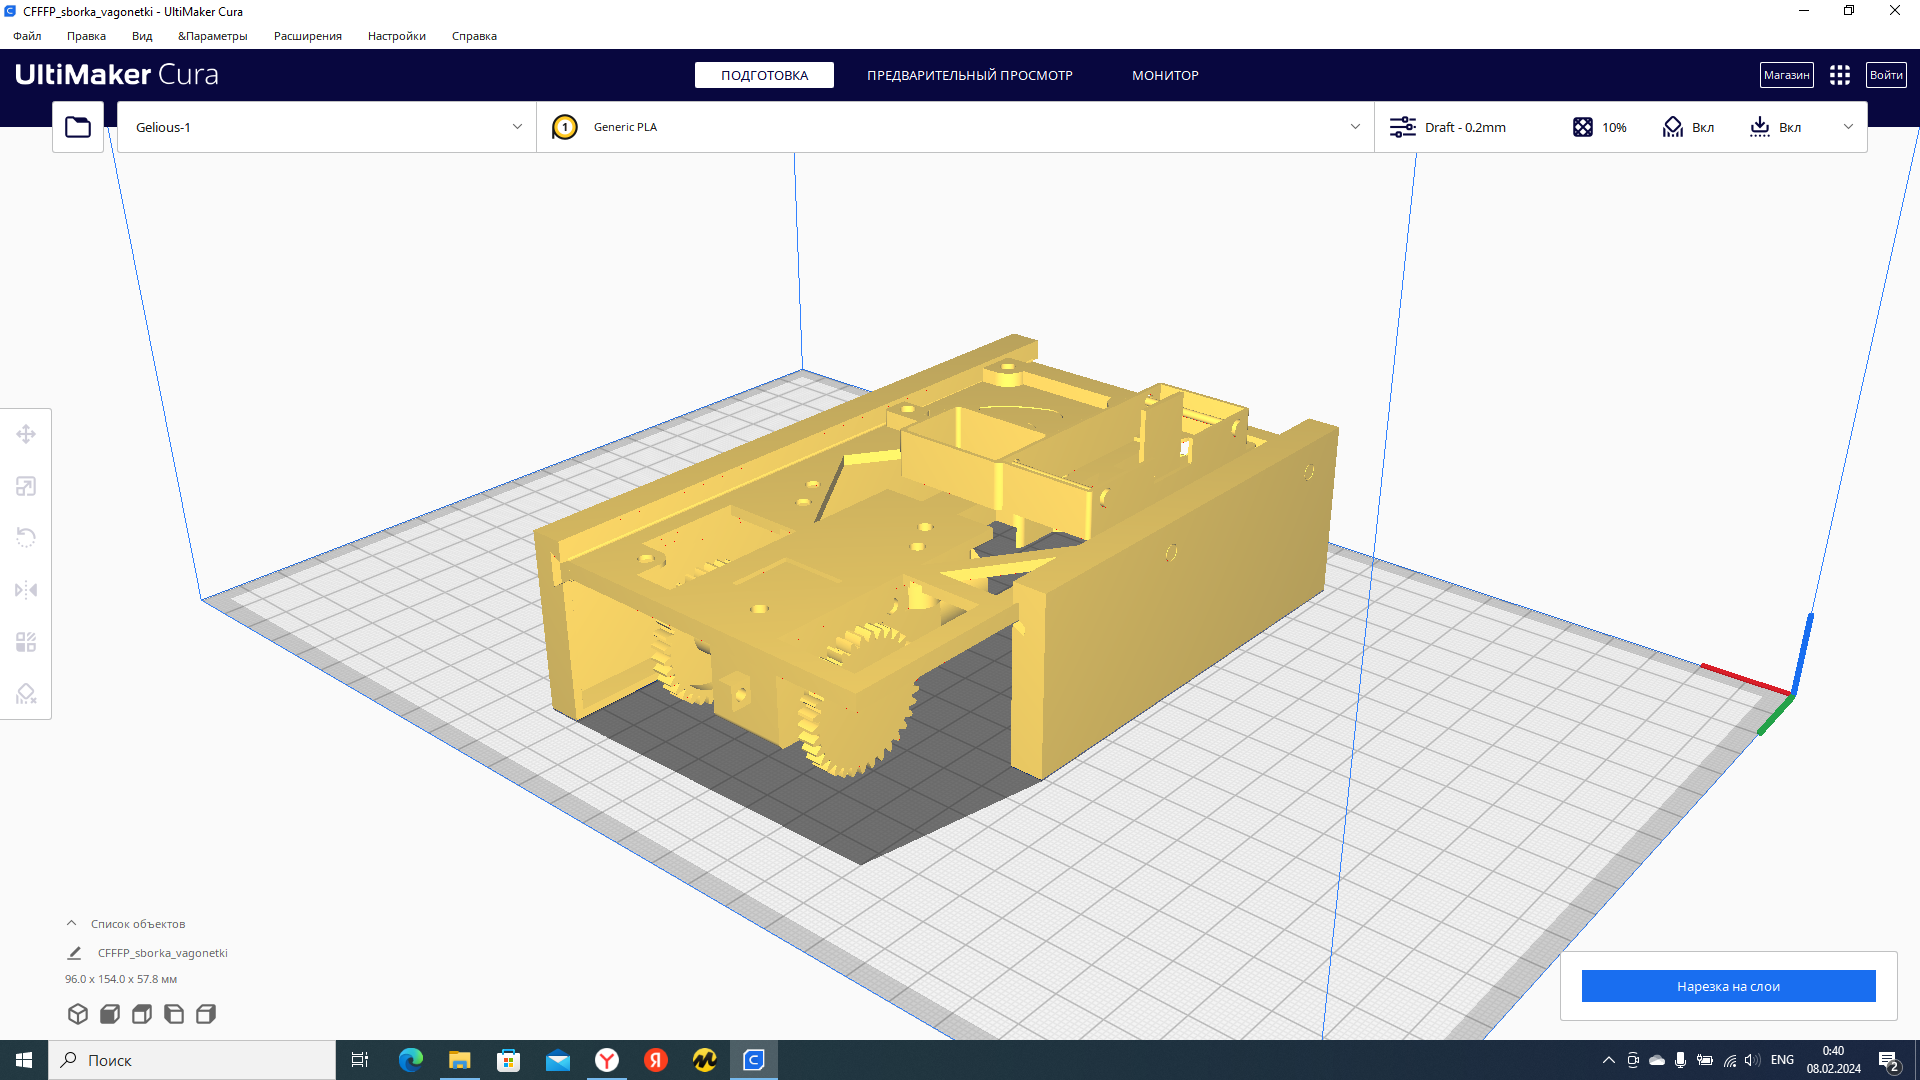 CFFFP_sborka_vagonetki - UltiMaker Cura
Файл Правка Вид &Параметры Расширения Настройки Справка
UltiMaker Cura
ПОДГОТОВКА ПРЕДВАРИТЕЛЬНЫЙ ПРОСМОТР МОНИТОР
Магазин Войти
Gelious-1 1 Generic PLA Draft - 0.2mm 10% Вкл Вкл
Список объектов
CFFFP_sborka_vagonetki
96.0 x 154.0 x 57.8 мм
Нарезка на слои
Поиск
ENG
0:40
08.02.2024
2